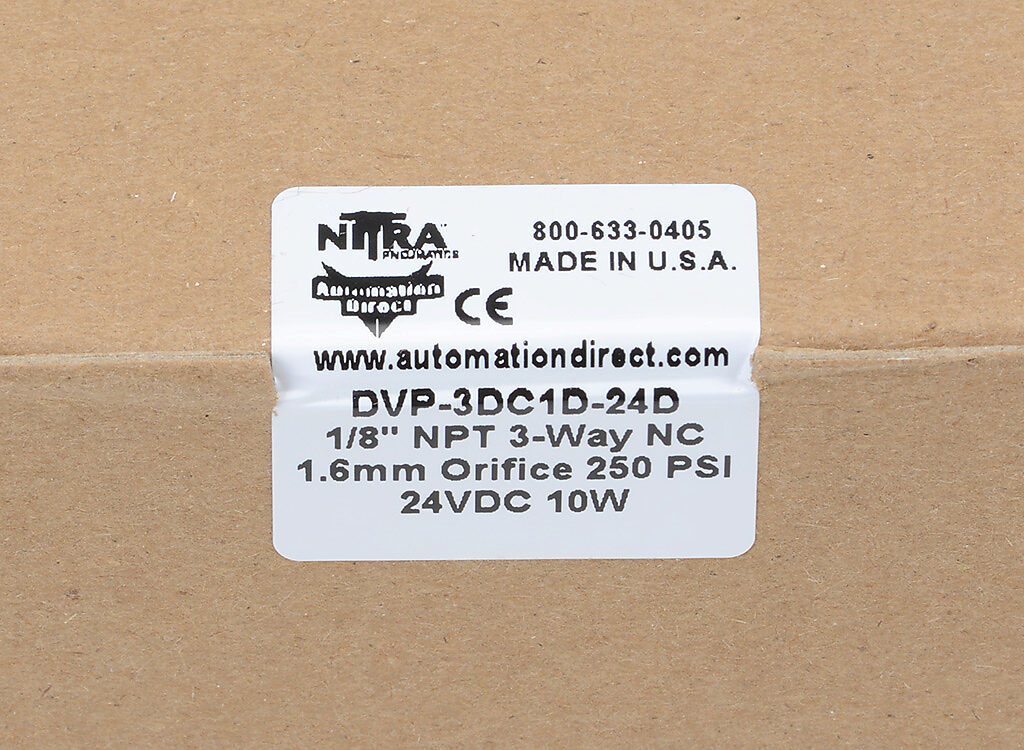 NITRA
PNEUMATICS
Automation
Direct
CE
800-633-0405
MADE IN U.S.A.
www.automationdirect.com
DVP-3DC1D-24D
1/8" NPT 3-Way NC
1.6mm Orifice 250 PSI
24VDC 10W